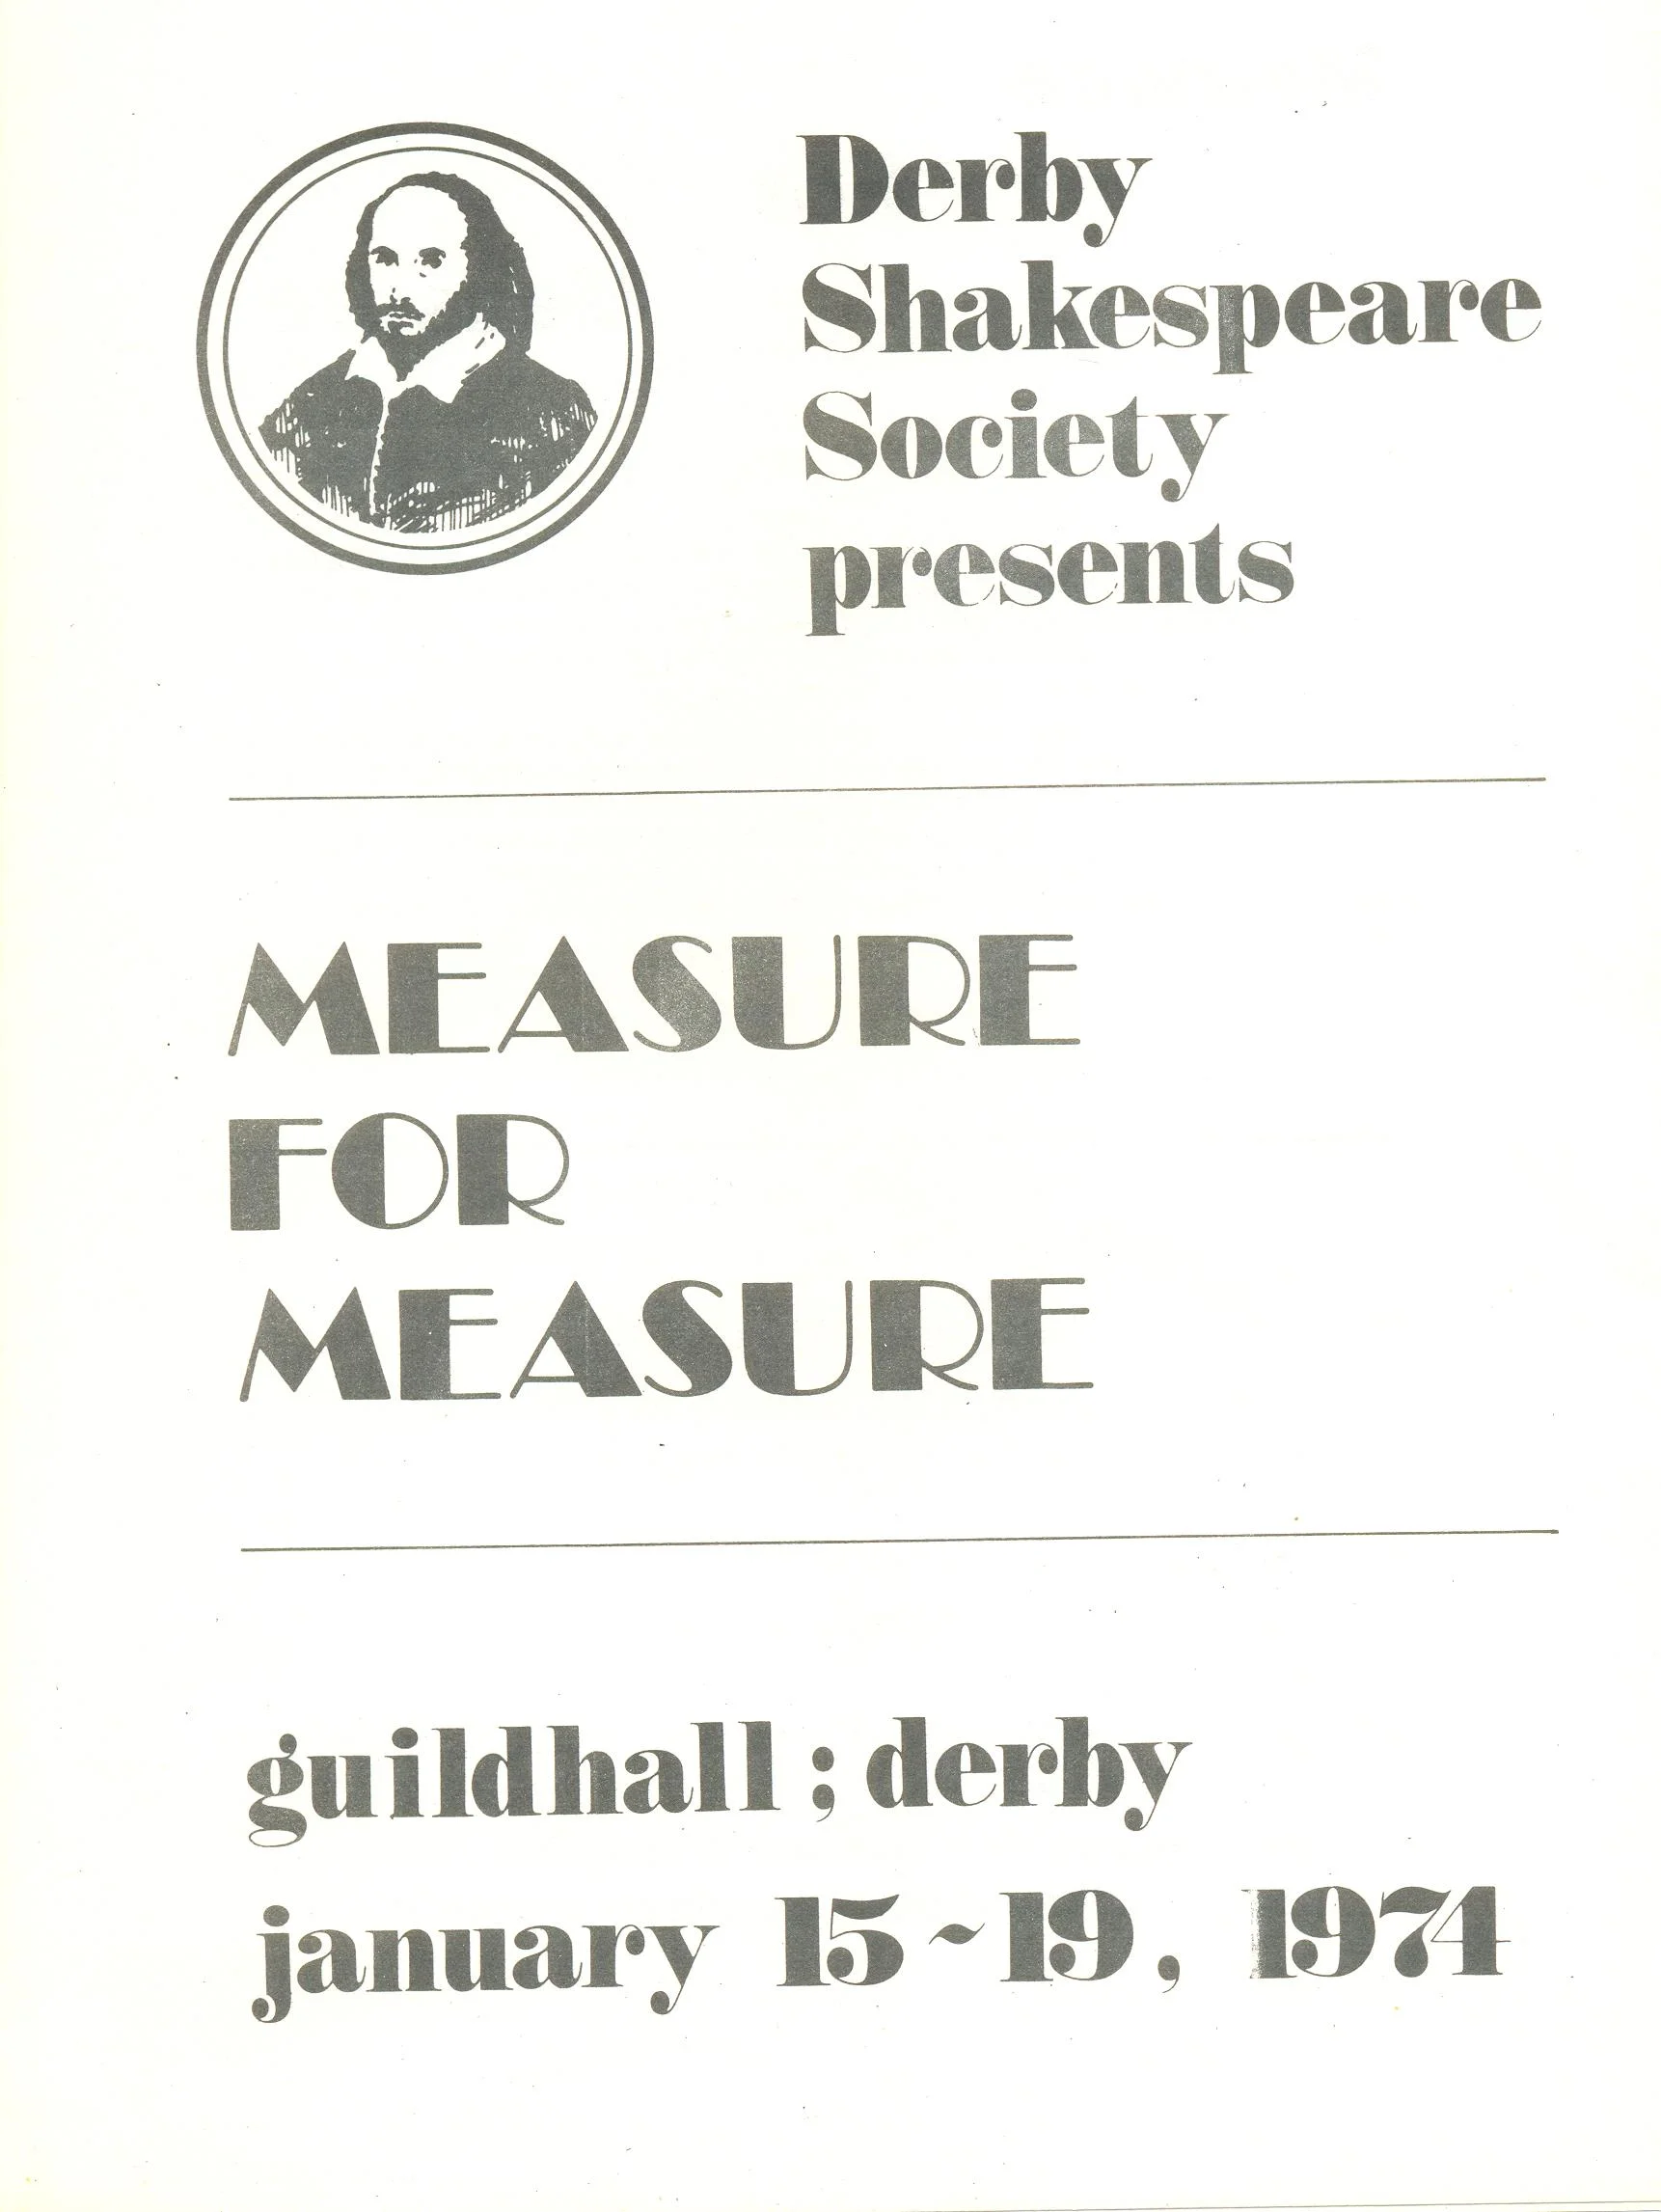 Derby
Shakespeare
Society
presents
MEASURE
FOR
MEASURE
guildhall ; derby
january 15 ~ 19, 1974